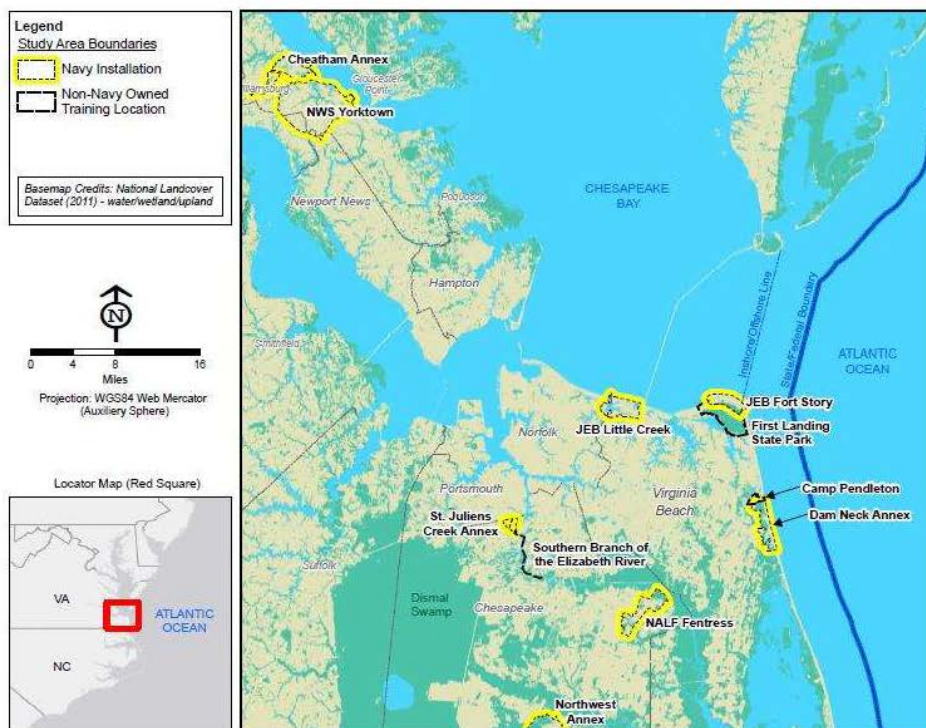 Legend
Study Area Boundaries
Navy Installation
Non-Navy Owned
Training Location
Basemap Credits: National Landcover
Dataset (2011) - water/wetland/upland
N
0 4 8 16
Miles
Projection: WGS84 Web Mercator
(Auxiliary Sphere)
Locator Map (Red Square)
VA
NC
ATLANTIC
OCEAN
Cheatham Annex
Gloucester
Point
NWS Yorktown
CHESAPEAKE
BAY
Newport News
Poquoson
Hampton
Inshore/Offshore Line
State/Federal Boundary
ATLANTIC
OCEAN
Smithfield
JEB Fort Story
JEB Little Creek
First Landing
State Park
Norfolk
Portsmouth
Virginia
Beach
Camp Pendleton
Dam Neck Annex
St. Juliens
Creek Annex
Southern Branch of
the Elizabeth River
Suffolk
Dismal
Swamp
Chesapeake
NALF Fentress
Northwest
Annex